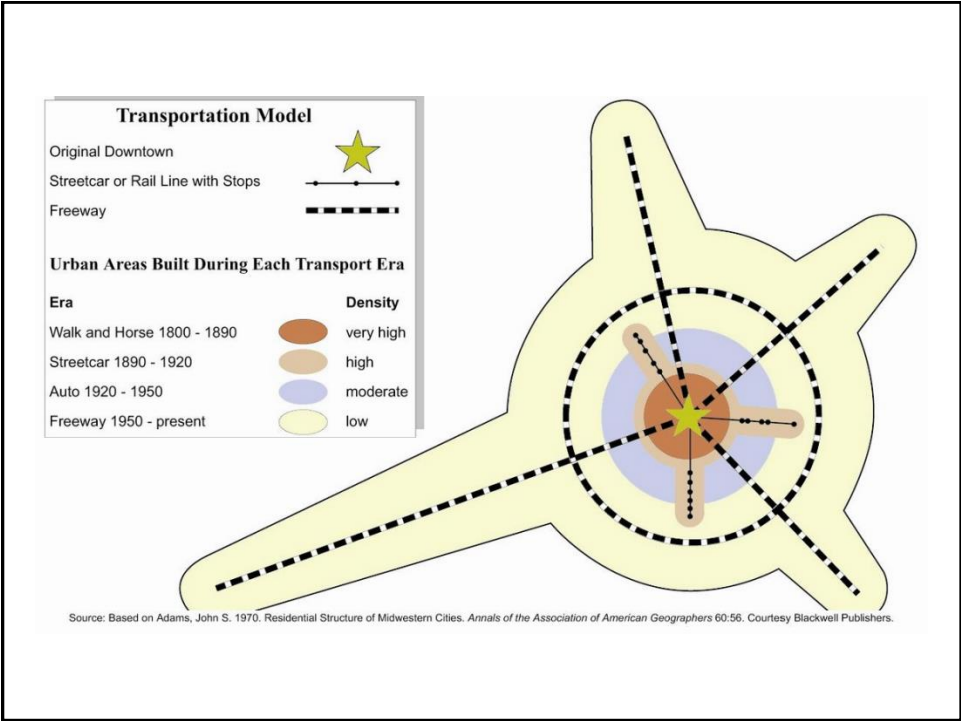 Transportation Model
Original Downtown
Streetcar or Rail Line with Stops
Freeway
Urban Areas Built During Each Transport Era
Era Density
Walk and Horse 1800 - 1890 very high
Streetcar 1890 - 1920 high
Auto 1920 - 1950 moderate
Freeway 1950 - present low
Source: Based on Adams, John S. 1970. Residential Structure of Midwestern Cities. Annals of the Association of American Geographers 60:56. Courtesy Blackwell Publishers.